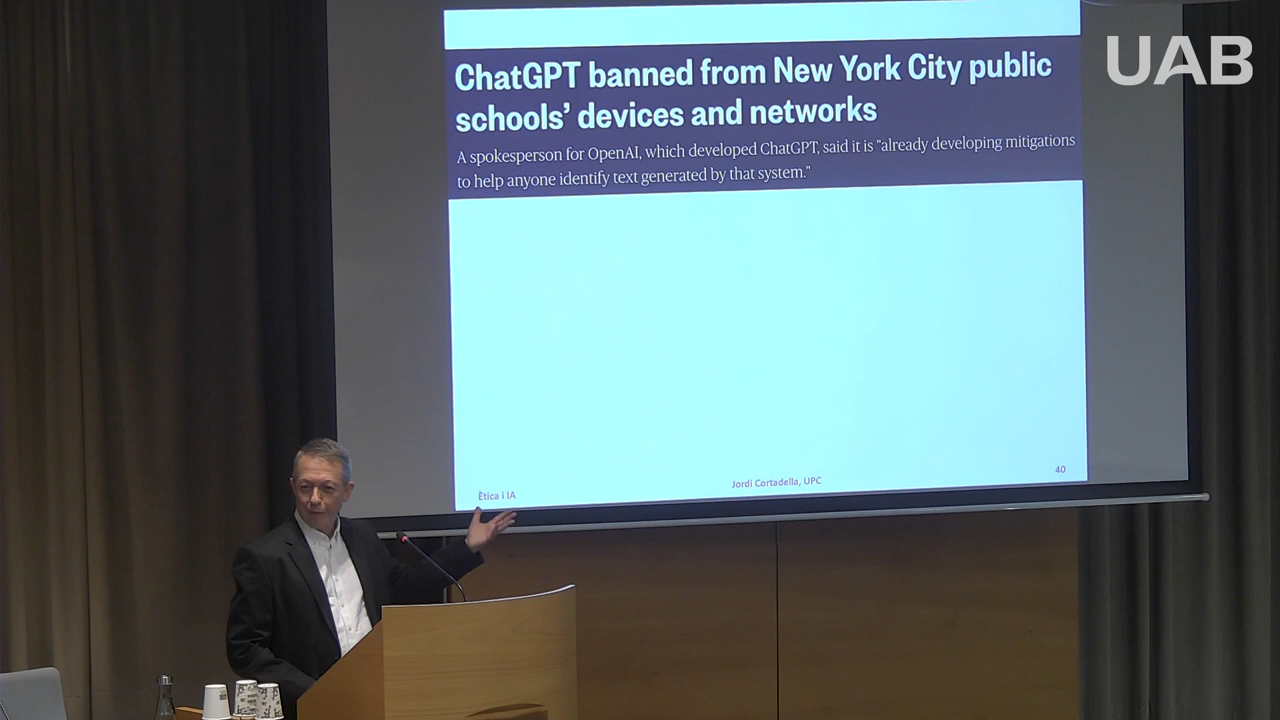 UAB
ChatGPT banned from New York City public
schools’ devices and networks
A spokesperson for OpenAI, which developed ChatGPT, said it is "already developing mitigations
to help anyone identify text generated by that system."
Ètica i IA
Jordi Cortadella, UPC
40